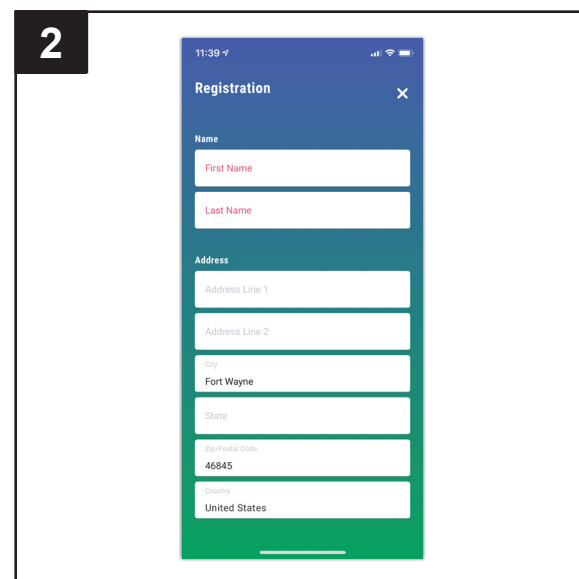 2
11:39
Registration
Name
First Name
Last Name
Address
Address Line 1
Address Line 2
City
Fort Wayne
State
Zip/Postal Code
46845
Country
United States